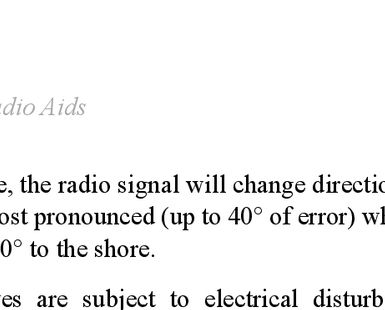 dio Aids
e, the radio signal will change directio
ost pronounced (up to 40° of error) wh
0° to the shore.
es are subject to electrical disturb